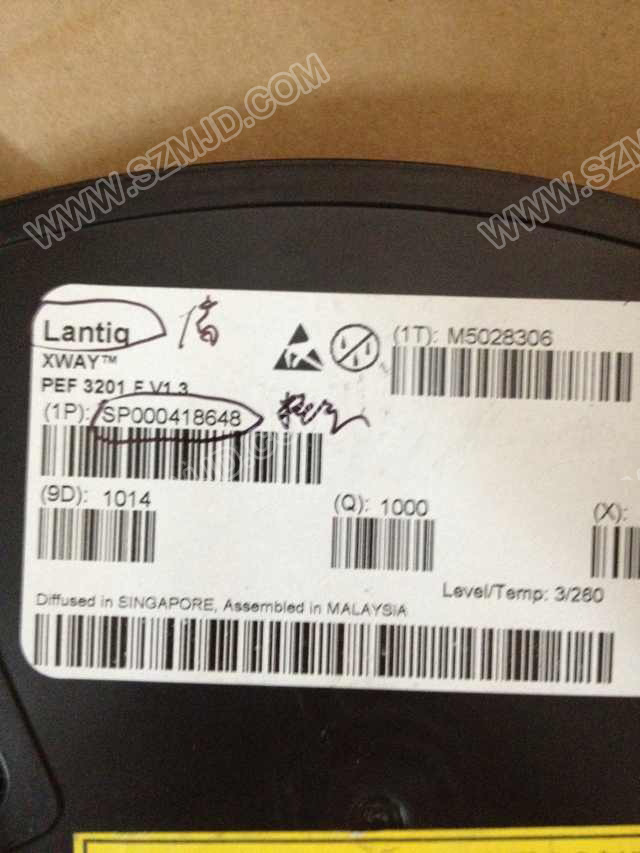 WWW.SZMJD.COM
WWW.SZM
Lantiq
XWAY™
PEF 3201 F V1.3
(1P): SP000418648
(1T): M5028306
(9D): 1014
(Q): 1000
(X):
Level/Temp: 3/260
Diffused in SINGAPORE, Assembled in MALAYSIA